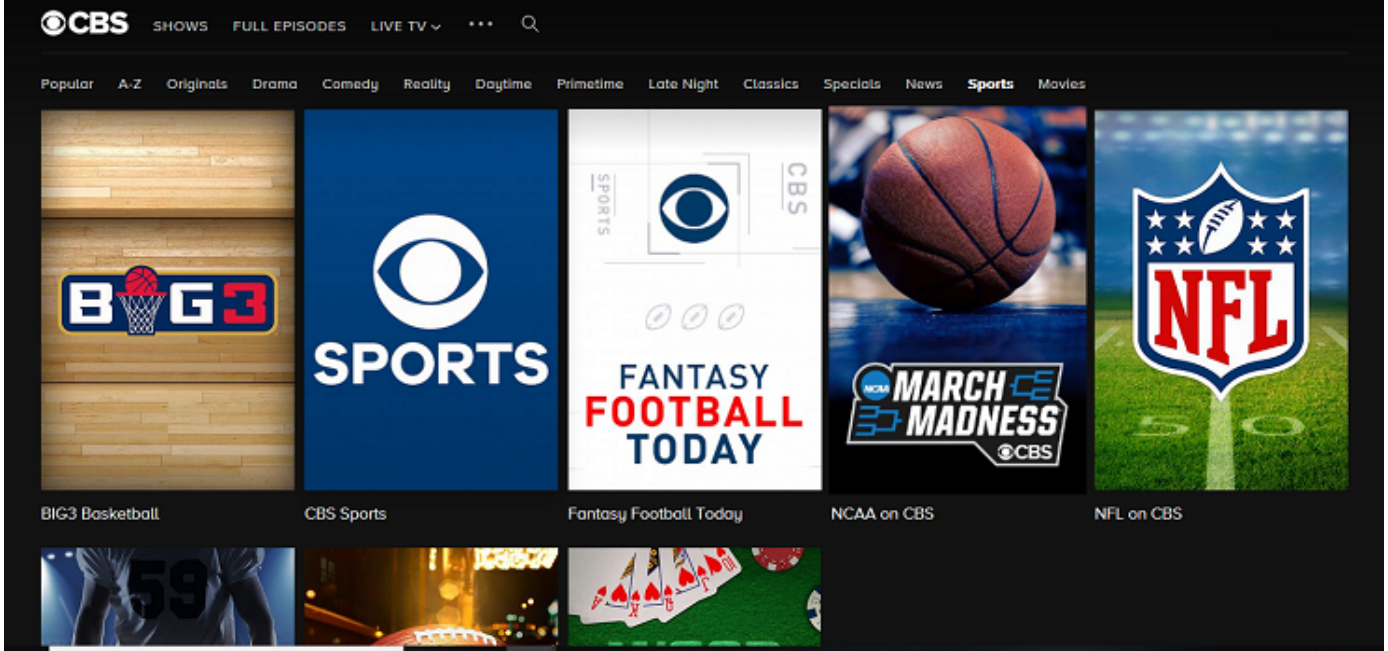 CBS SHOWS FULL EPISODES LIVE TV
Popular A-Z Originals Drama Comedy Reality Daytime Primetime Late Night Classics Specials News Sports Movies
BIG3
SPORTS
SPORTS
CBS
FANTASY
FOOTBALL
TODAY
NCAA MARCH
MADNESS
CBS
NFL
50
BIG3 Basketball CBS Sports Fantasy Football Today NCAA on CBS NFL on CBS
59
A K J 10